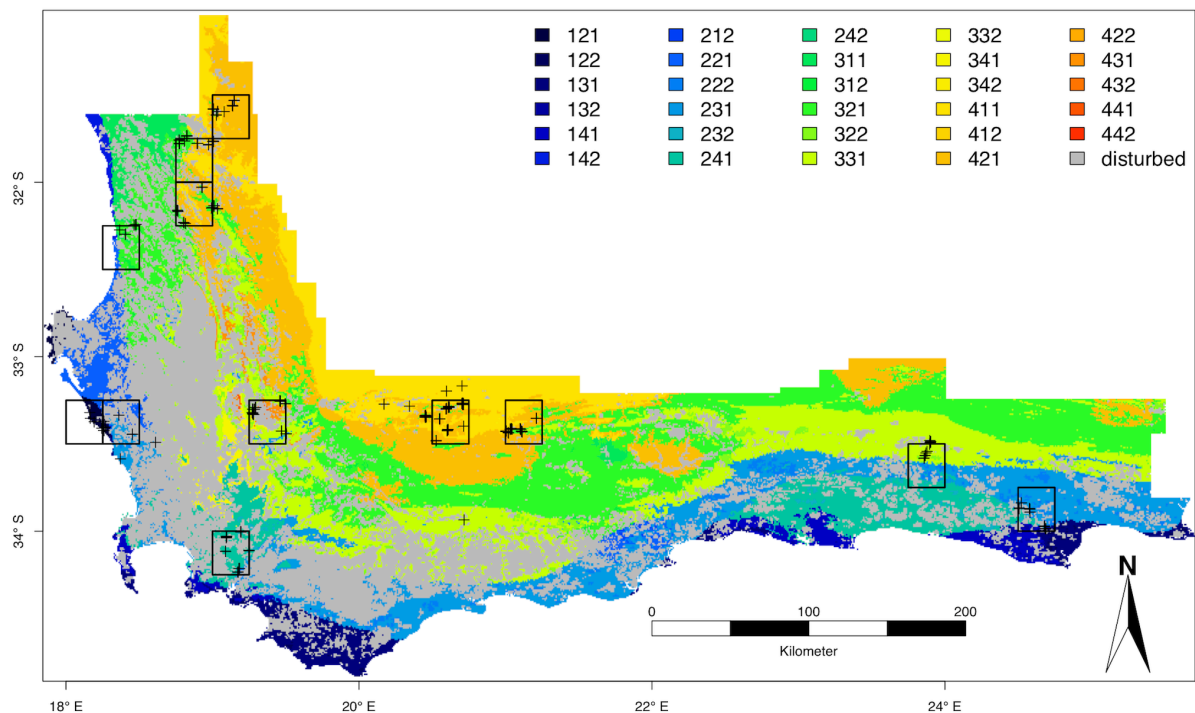 121 212 242 332 422
122 221 311 341 431
131 222 312 342 432
132 231 321 411 441
141 232 322 412 442
142 241 331 421 disturbed
32° S
33° S
34° S
N
0 100 200
Kilometer
18° E 20° E 22° E 24° E